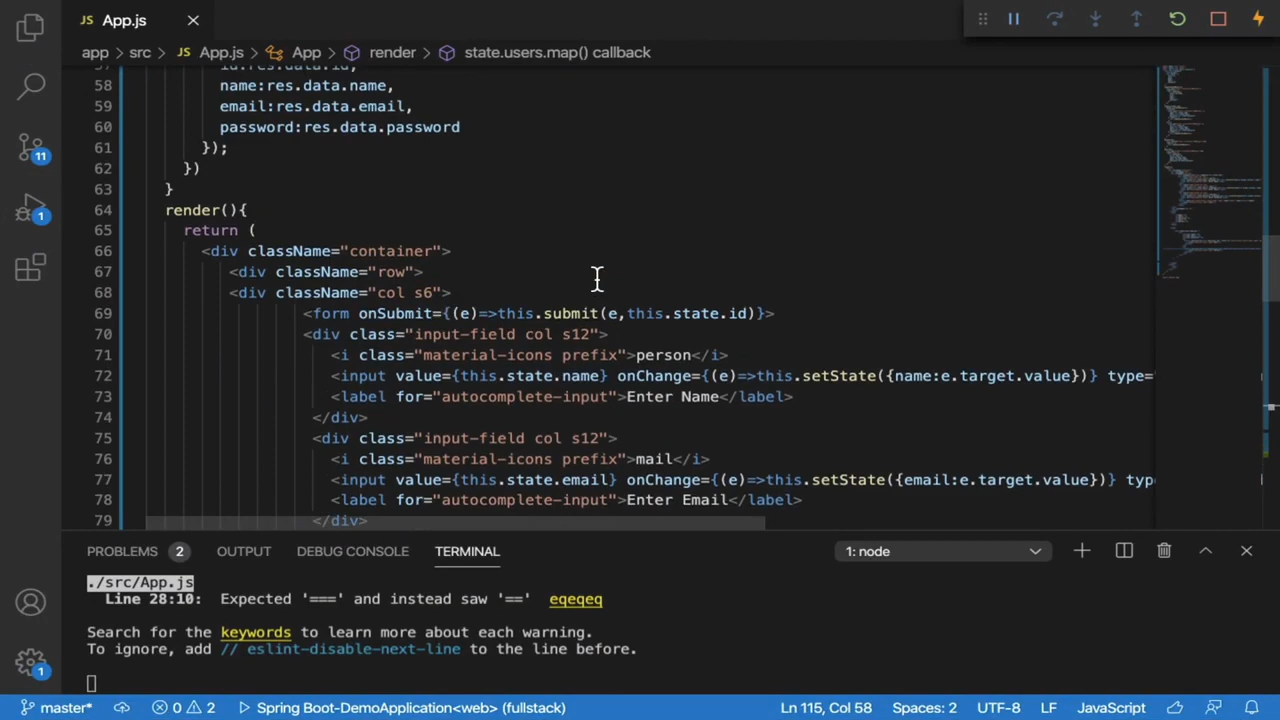 JS App.js
app > src > JS App.js > App > render > state.users.map() callback
57 id:res.data.id,
58 name:res.data.name,
59 email:res.data.email,
60 password:res.data.password
61 });
62 })
63 }
64 render(){
65 return (
66 <div className="container">
67 <div className="row">
68 <div className="col s6">
69 <form onSubmit={(e)=>this.submit(e,this.state.id)}>
70 <div class="input-field col s12">
71 <i class="material-icons prefix">person</i>
72 <input value={this.state.name} onChange={(e)=>this.setState({name:e.target.value})} type="
73 <label for="autocomplete-input">Enter Name</label>
74 </div>
75 <div class="input-field col s12">
76 <i class="material-icons prefix">mail</i>
77 <input value={this.state.email} onChange={(e)=>this.setState({email:e.target.value})} typ
78 <label for="autocomplete-input">Enter Email</label>
79 </div>
11
1
1
PROBLEMS 2 OUTPUT DEBUG CONSOLE TERMINAL 1: node
./src/App.js
Line 28:10: Expected '===' and instead saw '==' eqeqeq
Search for the keywords to learn more about each warning.
To ignore, add // eslint-disable-next-line to the line before.
master* 0 2 Spring Boot-DemoApplication<web> (fullstack) Ln 115, Col 58 Spaces: 2 UTF-8 LF JavaScript